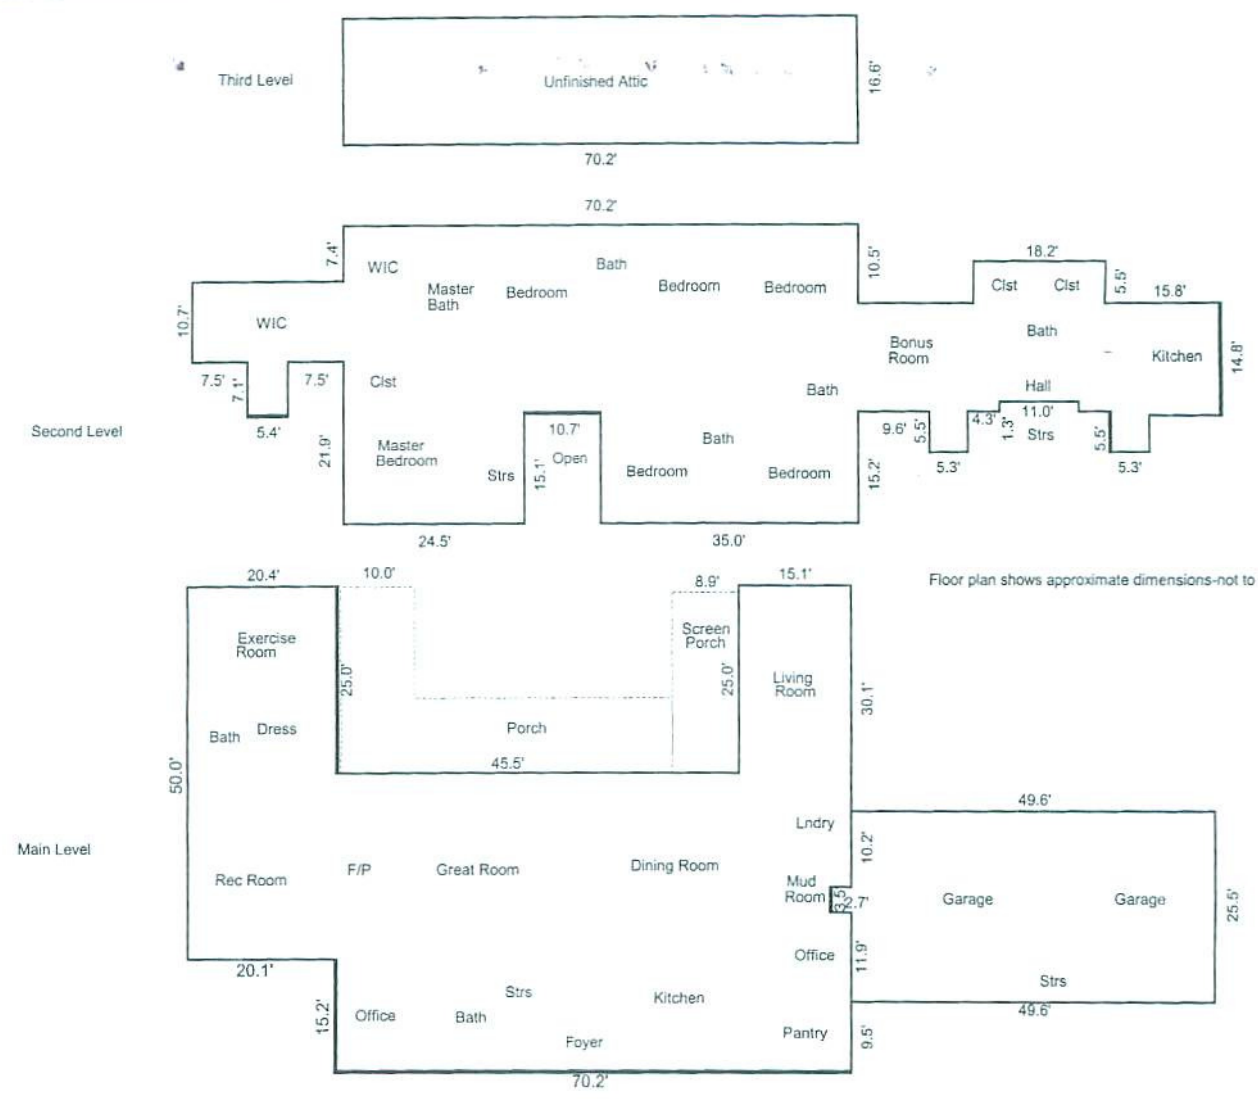 Third Level
Unfinished Attic
16.6'
70.2'
70.2'
7.4'
WIC
Master
Bath
Bedroom
Bath
Bedroom
Bedroom
10.5'
18.2'
Clst
Clst
5.5'
15.8'
10.7'
WIC
Bonus
Room
Bath
Kitchen
14.8'
7.5'
7.1'
7.5'
5.4'
Clst
Bath
Hall
11.0'
Strs
9.6'
5.5'
4.3'
1.3'
5.5'
5.3'
5.3'
Second Level
21.9'
Master
Bedroom
Strs
15.1'
10.7'
Open
Bath
Bedroom
Bedroom
15.2'
24.5'
35.0'
Floor plan shows approximate dimensions-not to
20.4'
10.0'
8.9'
15.1'
Exercise
Room
25.0'
Screen
Porch
25.0'
Living
Room
30.1'
Bath
Dress
Porch
45.5'
50.0'
49.6'
Main Level
Lndry
10.2'
Rec Room
F/P
Great Room
Dining Room
Mud
Room
3.5'
2.7'
Garage
Garage
25.5'
Office
11.9'
20.1'
Strs
49.6'
15.2'
Office
Bath
Strs
Foyer
Kitchen
Pantry
9.5'
70.2'